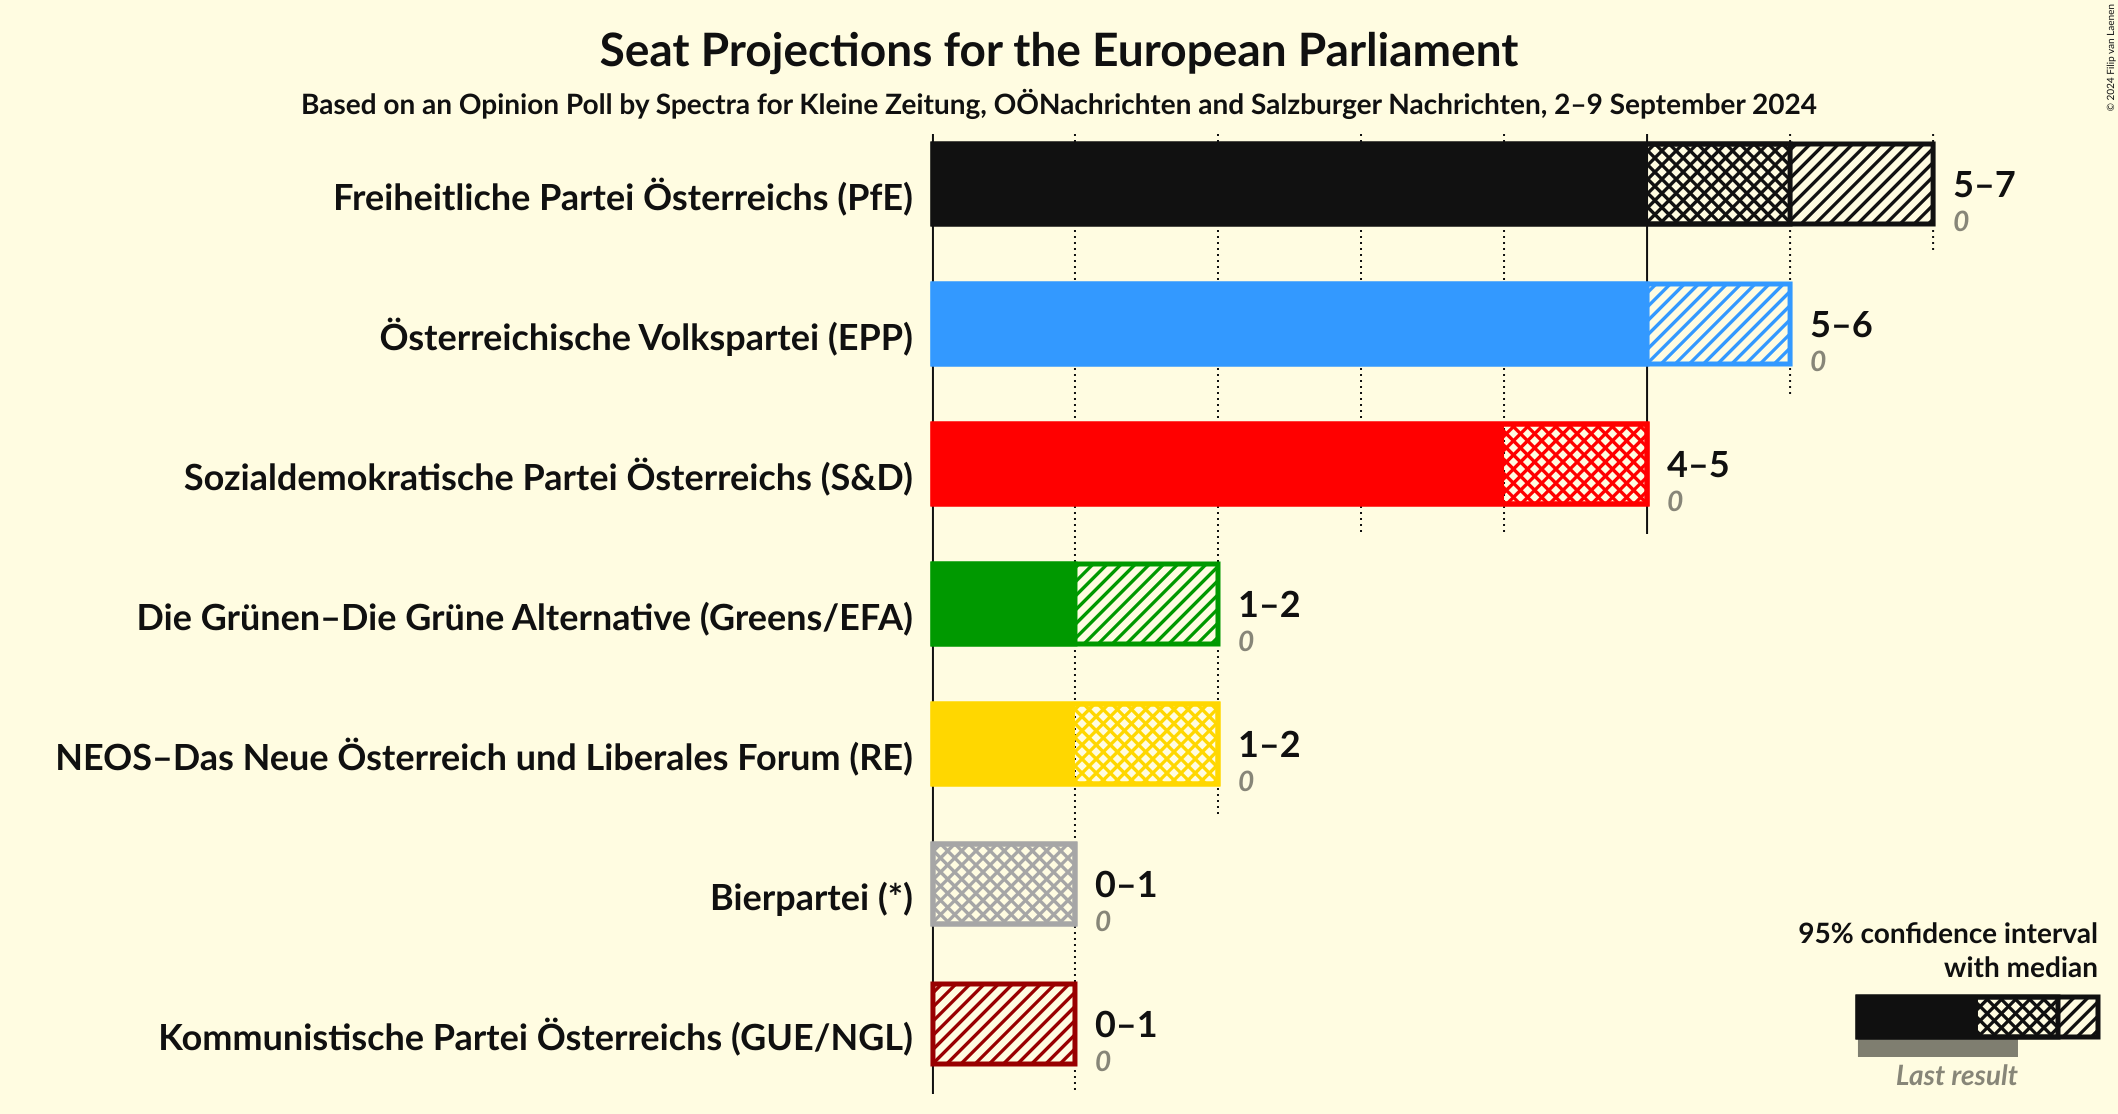 Seat Projections for the European Parliament
Based on an Opinion Poll by Spectra for Kleine Zeitung, OÖNachrichten and Salzburger Nachrichten, 2–9 September 2024
© 2024 Filip van Laenen
Freiheitliche Partei Österreichs (PfE)
5–7
0
Österreichische Volkspartei (EPP)
5–6
0
Sozialdemokratische Partei Österreichs (S&D)
4–5
0
Die Grünen–Die Grüne Alternative (Greens/EFA)
1–2
0
NEOS–Das Neue Österreich und Liberales Forum (RE)
1–2
0
Bierpartei (*)
0–1
0
Kommunistische Partei Österreichs (GUE/NGL)
0–1
0
95% confidence interval
with median
Last result